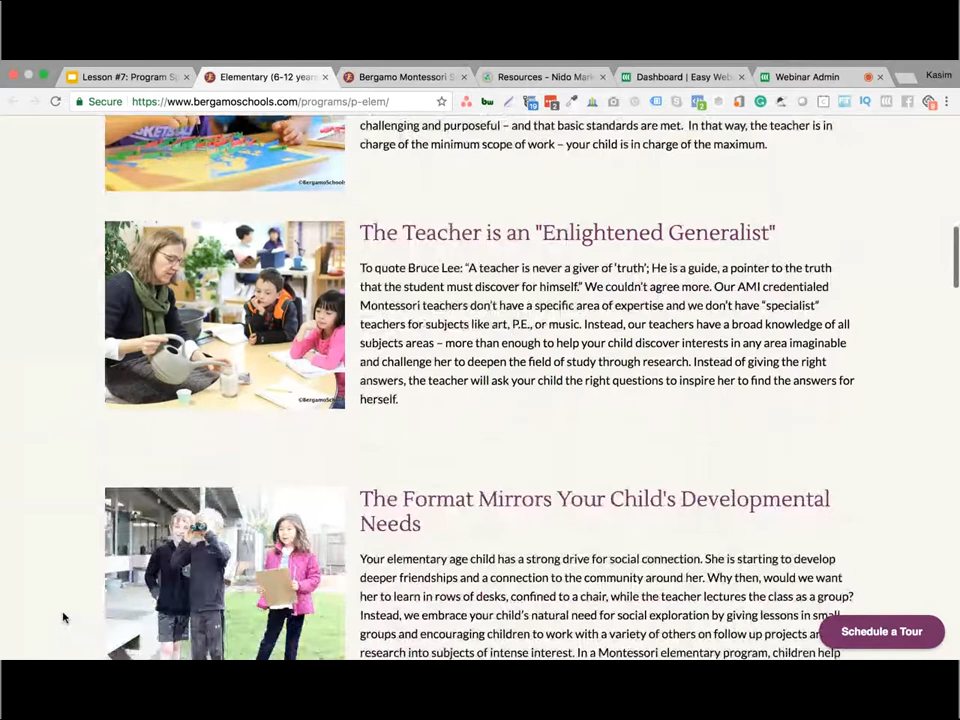 Lesson #7: Program Sp
Elementary (6-12 year
Bergamo Montessori S
Resources - Nido Mark
Dashboard | Easy Web
Webinar Admin
Kasim
Secure
https://www.bergamoschools.com/programs/p-elem/
challenging and purposeful – and that basic standards are met. In that way, the teacher is in
charge of the minimum scope of work – your child is in charge of the maximum.
©BergamoSchools
The Teacher is an "Enlightened Generalist"
To quote Bruce Lee: “A teacher is never a giver of ‘truth’; He is a guide, a pointer to the truth
that the student must discover for himself.” We couldn’t agree more. Our AMI credentialed
Montessori teachers don’t have a specific area of expertise and we don’t have “specialist”
teachers for subjects like art, P.E., or music. Instead, our teachers have a broad knowledge of all
subjects areas – more than enough to help your child discover interests in any area imaginable
and challenge her to deepen the field of study through research. Instead of giving the right
answers, the teacher will ask your child the right questions to inspire her to find the answers for
herself.
©BergamoSchools
The Format Mirrors Your Child's Developmental
Needs
Your elementary age child has a strong drive for social connection. She is starting to develop
deeper friendships and a connection to the community around her. Why then, would we want
her to learn in rows of desks, confined to a chair, while the teacher lectures the class as a group?
Instead, we embrace your child’s natural need for social exploration by giving lessons in small
groups and encouraging children to work with a variety of others on follow up projects
research into subjects of intense interest. In a Montessori elementary program, children help
Schedule a Tour